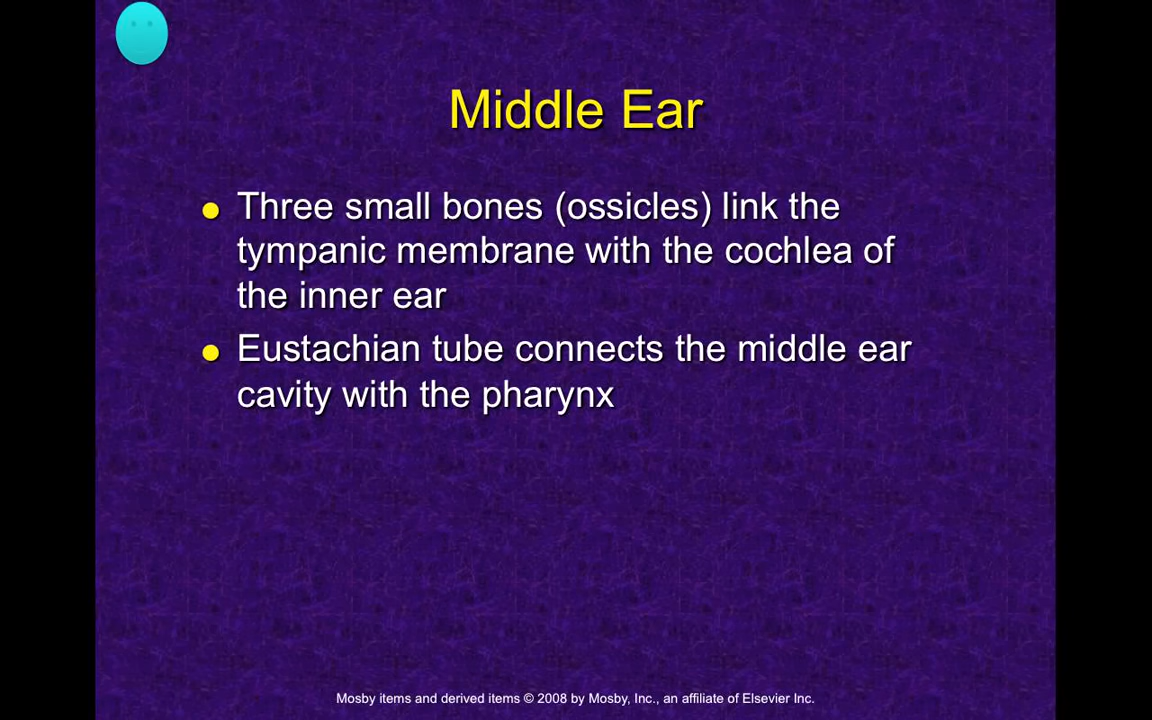 Middle Ear
● Three small bones (ossicles) link the
tympanic membrane with the cochlea of
the inner ear
● Eustachian tube connects the middle ear
cavity with the pharynx
Mosby items and derived items © 2008 by Mosby, Inc., an affiliate of Elsevier Inc.